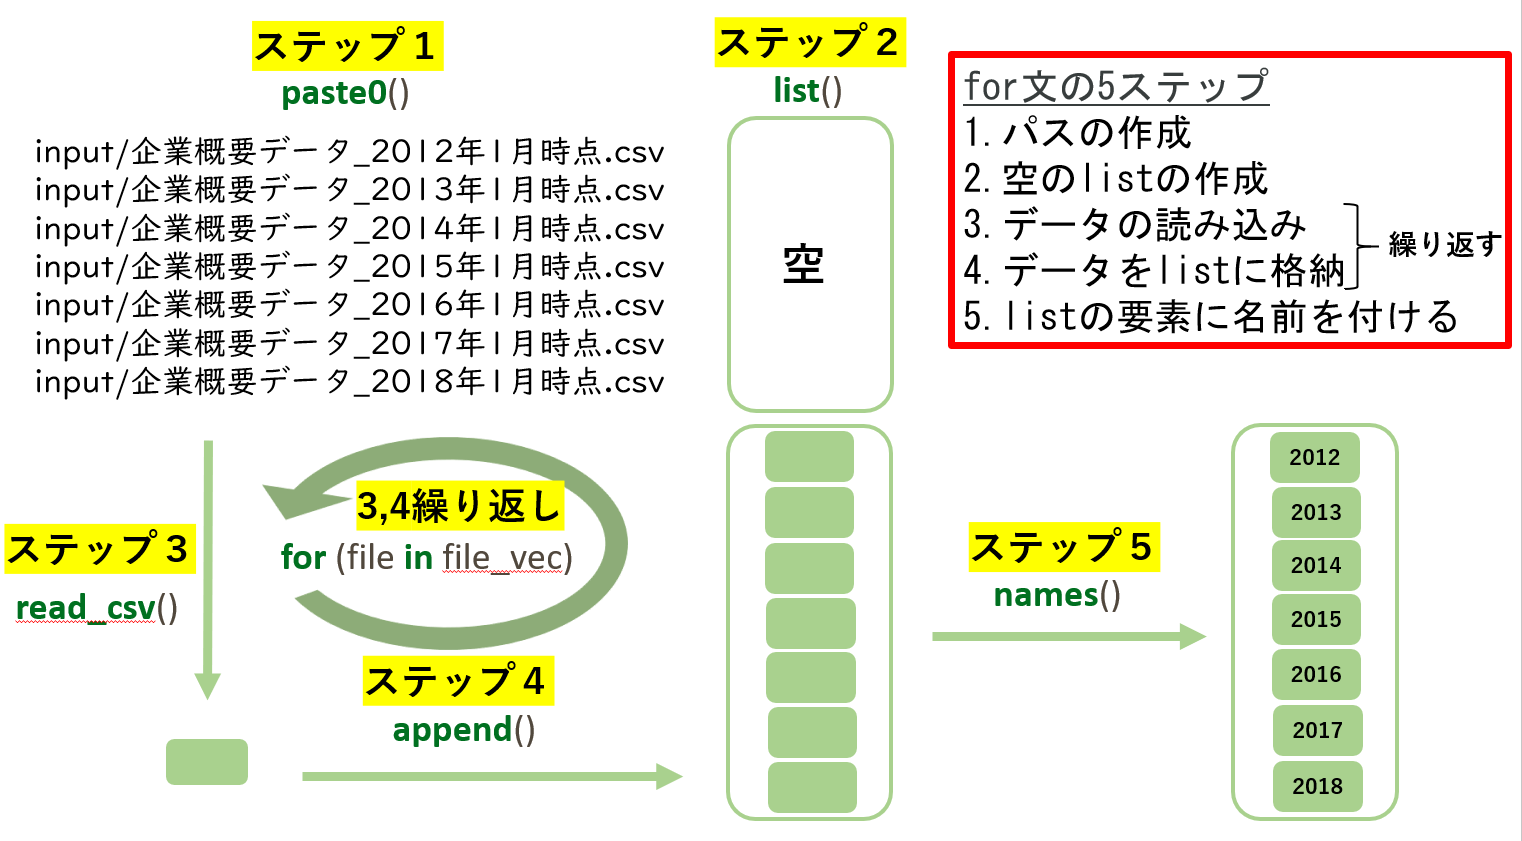 ステップ１
paste0()
input/企業概要データ_2012年1月時点.csv
input/企業概要データ_2013年1月時点.csv
input/企業概要データ_2014年1月時点.csv
input/企業概要データ_2015年1月時点.csv
input/企業概要データ_2016年1月時点.csv
input/企業概要データ_2017年1月時点.csv
input/企業概要データ_2018年1月時点.csv
ステップ２
list()
空
for文の5ステップ
1. パスの作成
2. 空のlistの作成
3. データの読み込み
4. データをlistに格納
繰り返す
5. listの要素に名前を付ける
ステップ３
read_csv()
3,4繰り返し
for (file in file_vec)
ステップ４
append()
ステップ５
names()
2012
2013
2014
2015
2016
2017
2018